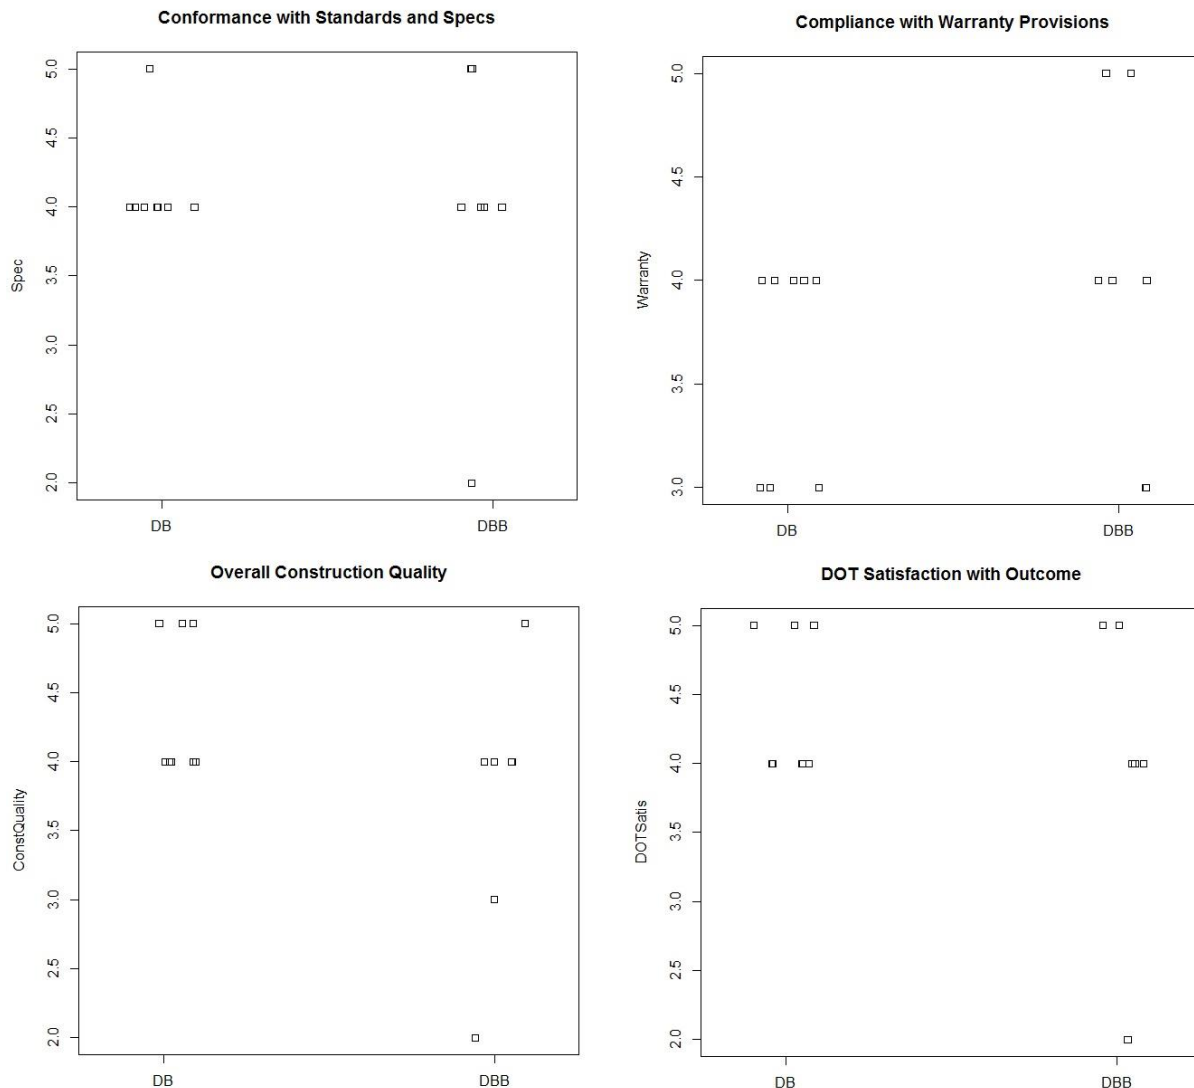 Conformance with Standards and Specs
Spec
5.0
4.5
4.0
3.5
3.0
2.5
2.0
DB
DBB
Compliance with Warranty Provisions
Warranty
5.0
4.5
4.0
3.5
3.0
DB
DBB
Overall Construction Quality
ConstQuality
5.0
4.5
4.0
3.5
3.0
2.5
2.0
DB
DBB
DOT Satisfaction with Outcome
DOTSatis
5.0
4.5
4.0
3.5
3.0
2.5
2.0
DB
DBB